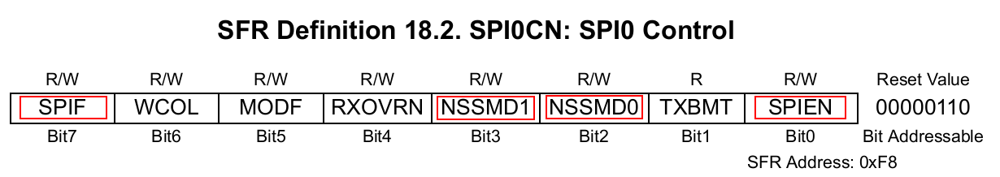 SFR Definition 18.2. SPI0CN: SPI0 Control
R/W R/W R/W R/W R/W R/W R R/W Reset Value
SPIF WCOL MODF RXOVRN NSSMD1 NSSMD0 TXBMT SPIEN 00000110
Bit7 Bit6 Bit5 Bit4 Bit3 Bit2 Bit1 Bit0 Bit Addressable
SFR Address: 0xF8